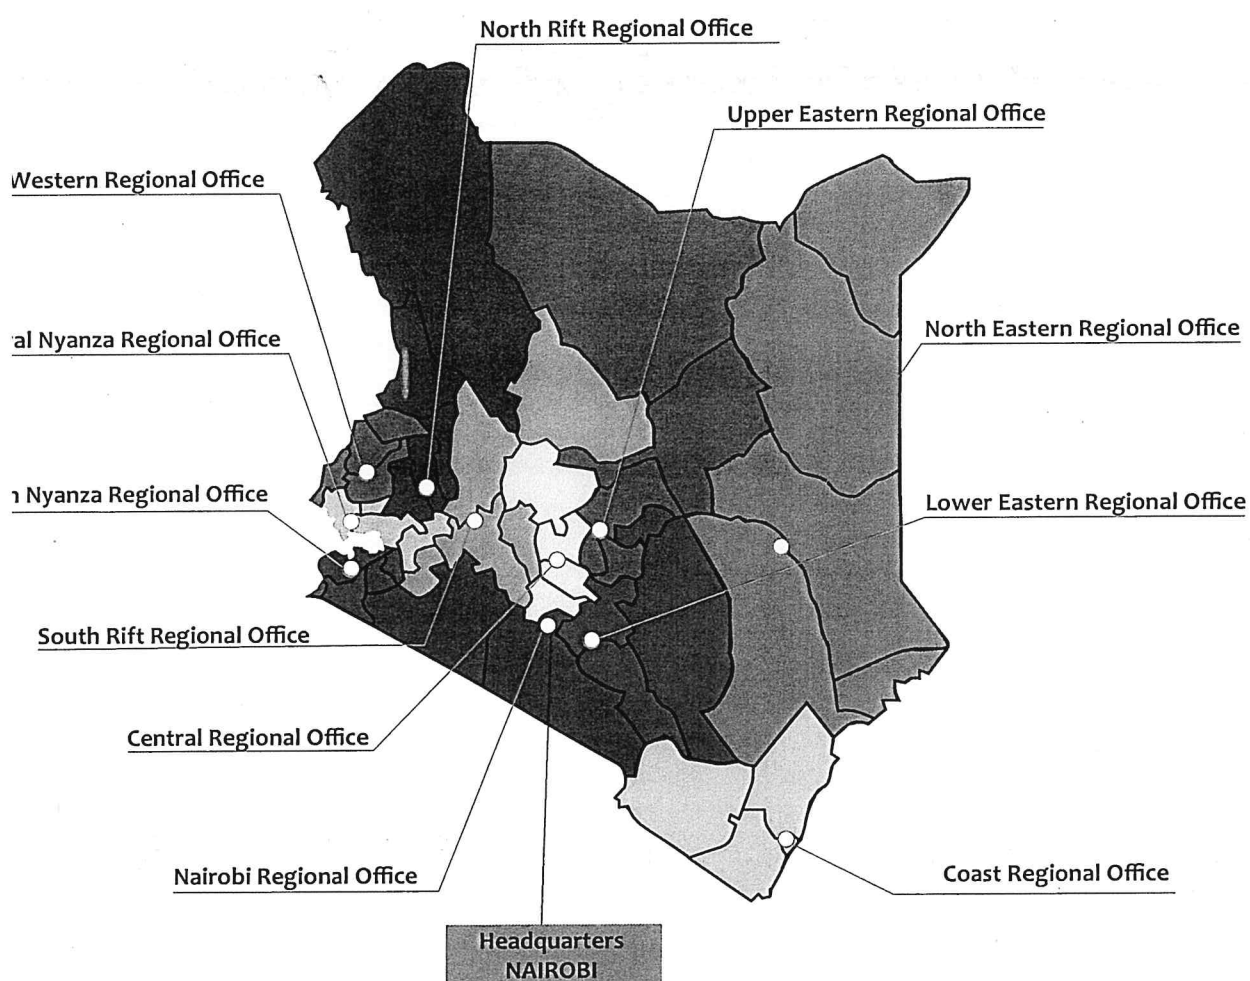 North Rift Regional Office
Upper Eastern Regional Office
Western Regional Office
al Nyanza Regional Office
North Eastern Regional Office
Nyanza Regional Office
Lower Eastern Regional Office
South Rift Regional Office
Central Regional Office
Nairobi Regional Office
Coast Regional Office
Headquarters
NAIROBI